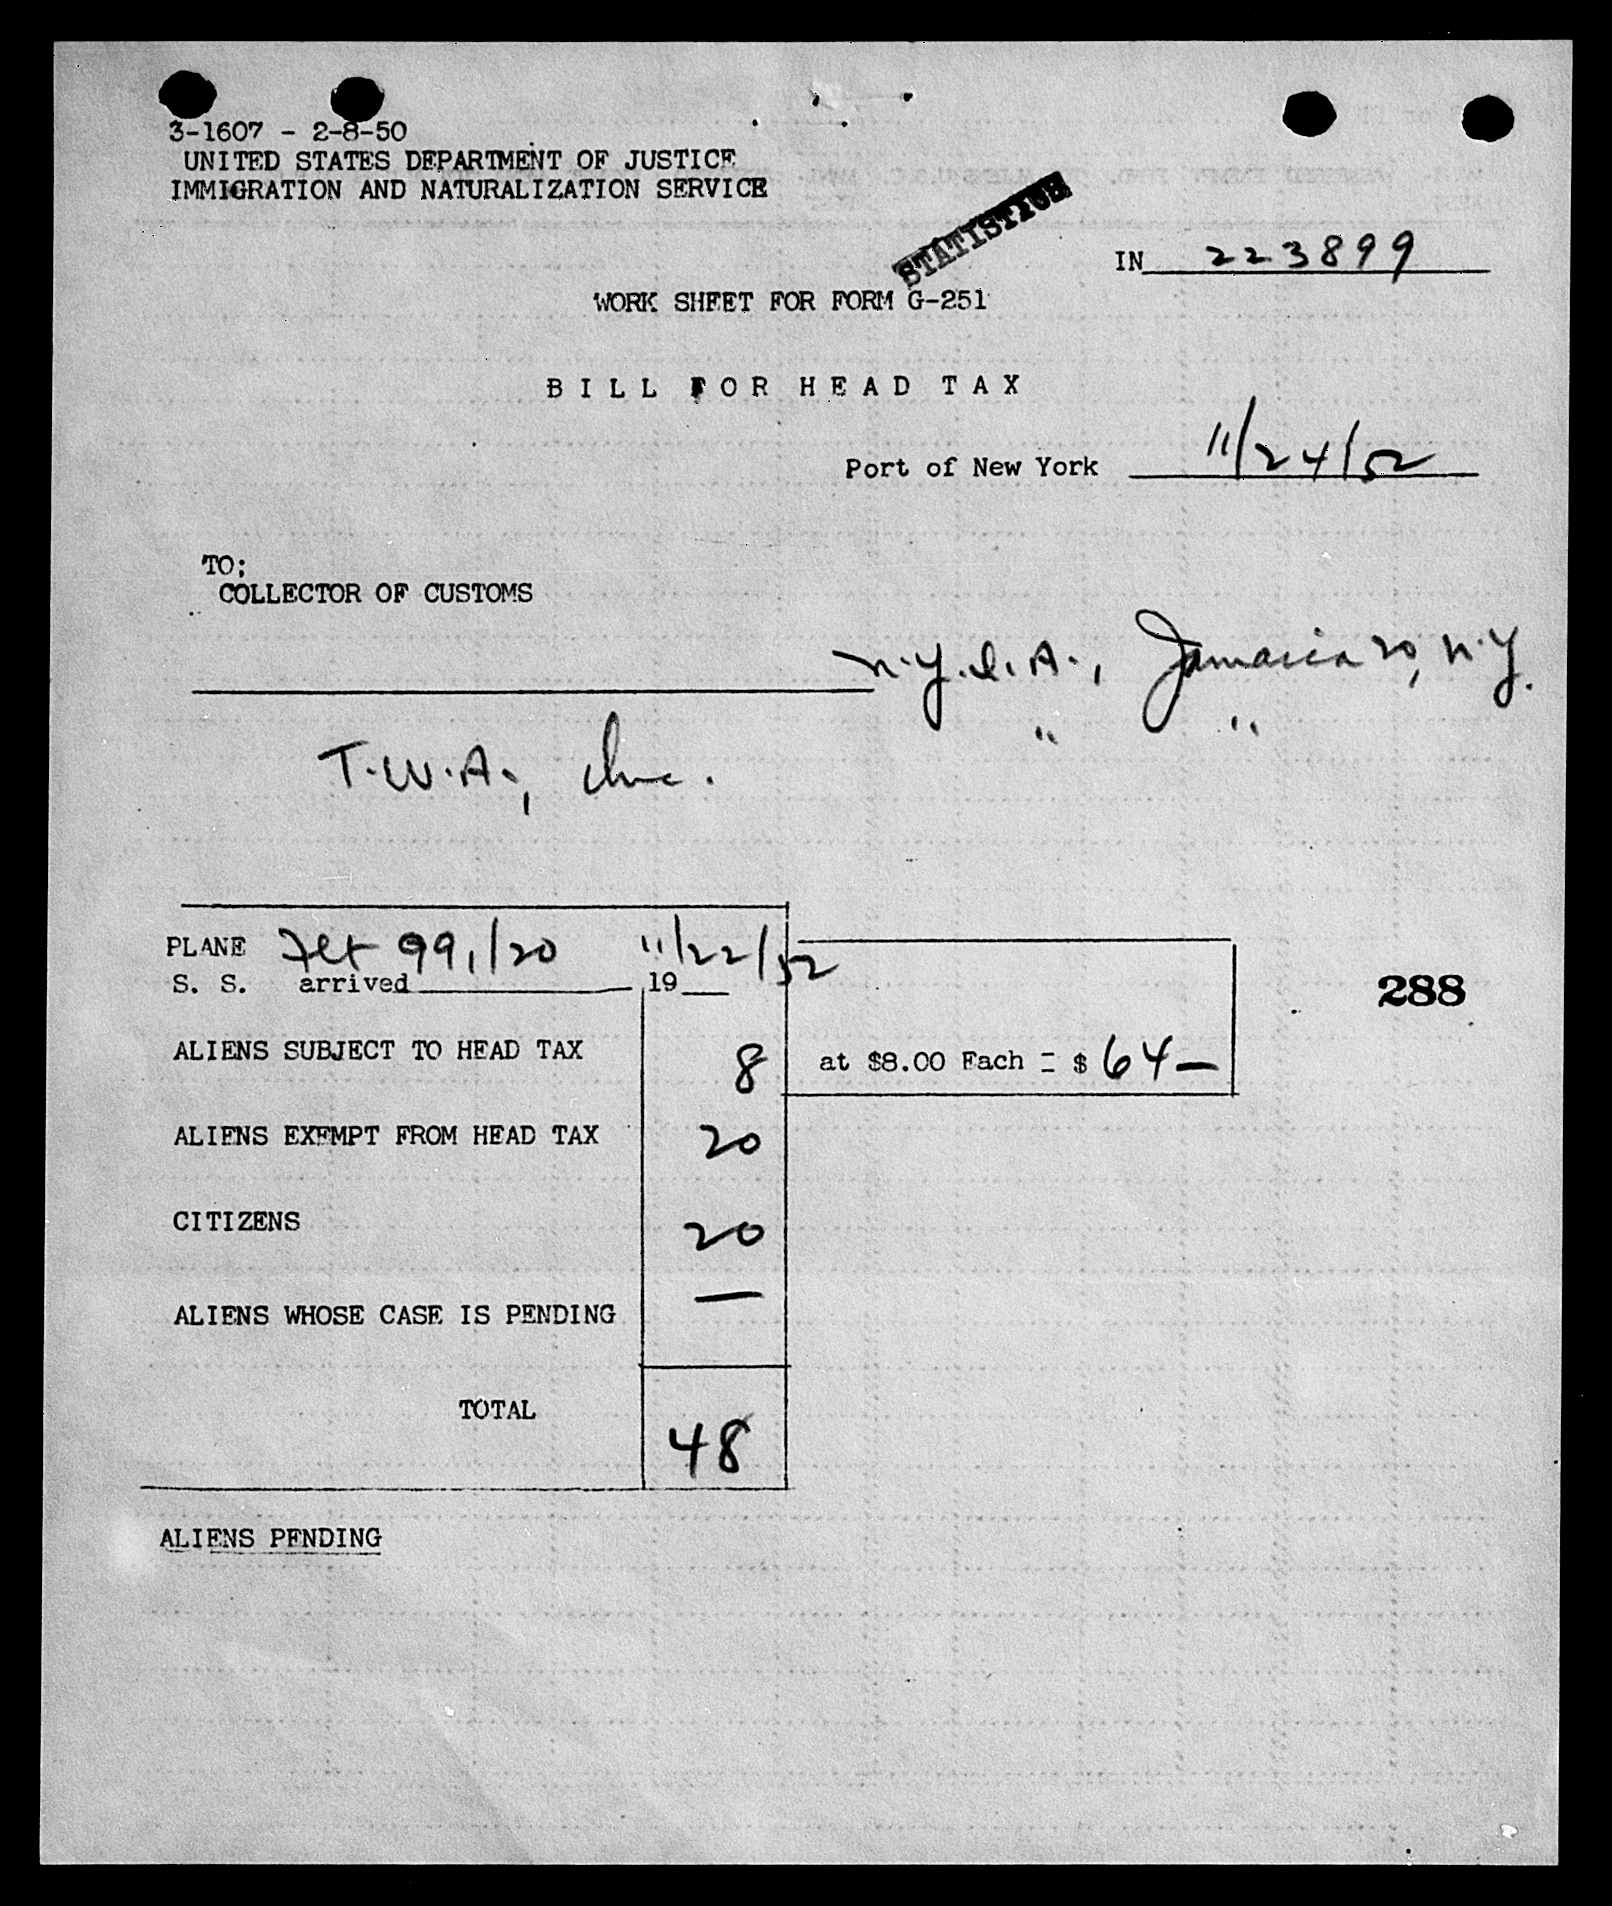 3-1607 - 2-8-50
UNITED STATES DEPARTMENT OF JUSTICE
IMMIGRATION AND NATURALIZATION SERVICE
STATISTICS
IN 223899
WORK SHEET FOR FORM G-251
BILL FOR HEAD TAX
Port of New York 11/24/52
TO;
COLLECTOR OF CUSTOMS
N.Y.I.A., Jamaica 20, N.Y.
" "
T.W.A., Inc.
PLANE Flt 991/20 11/22/52
S. S. arrived 19
288
ALIENS SUBJECT TO HEAD TAX 8 at $8.00 Each = $ 64—
ALIENS EXEMPT FROM HEAD TAX 20
CITIZENS 20
ALIENS WHOSE CASE IS PENDING —
TOTAL 48
ALIENS PENDING